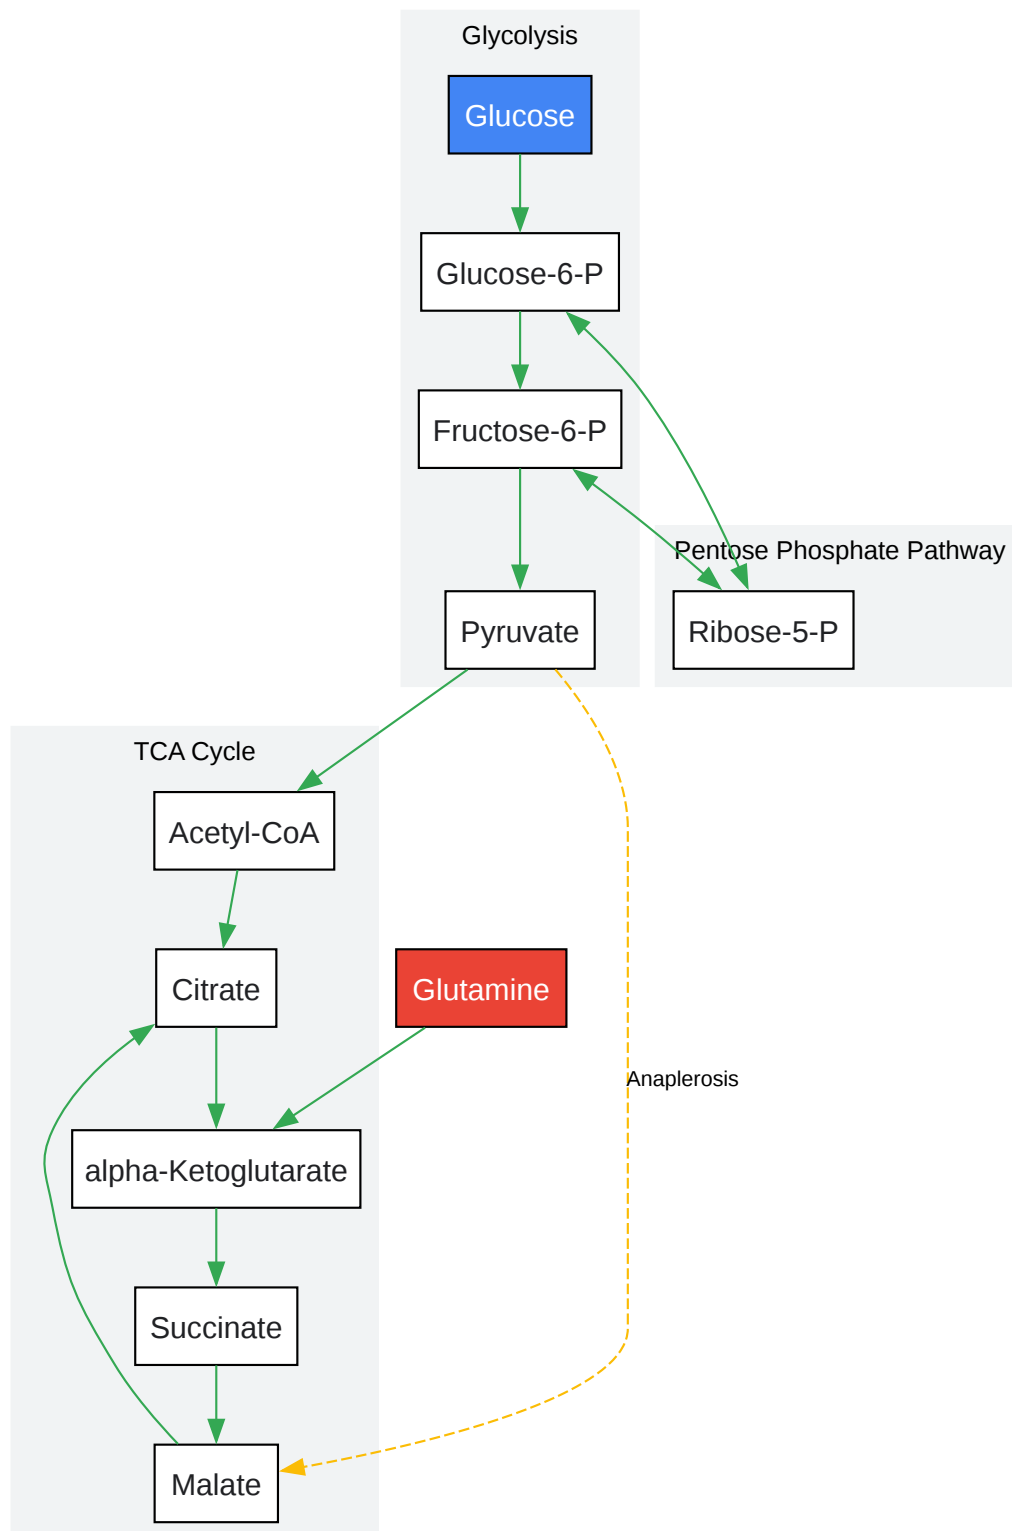 Glycolysis
Glucose
Glucose-6-P
Fructose-6-P
Pentose Phosphate Pathway
Pyruvate
Ribose-5-P
TCA Cycle
Acetyl-CoA
Citrate
Glutamine
Anaplerosis
alpha-Ketoglutarate
Succinate
Malate